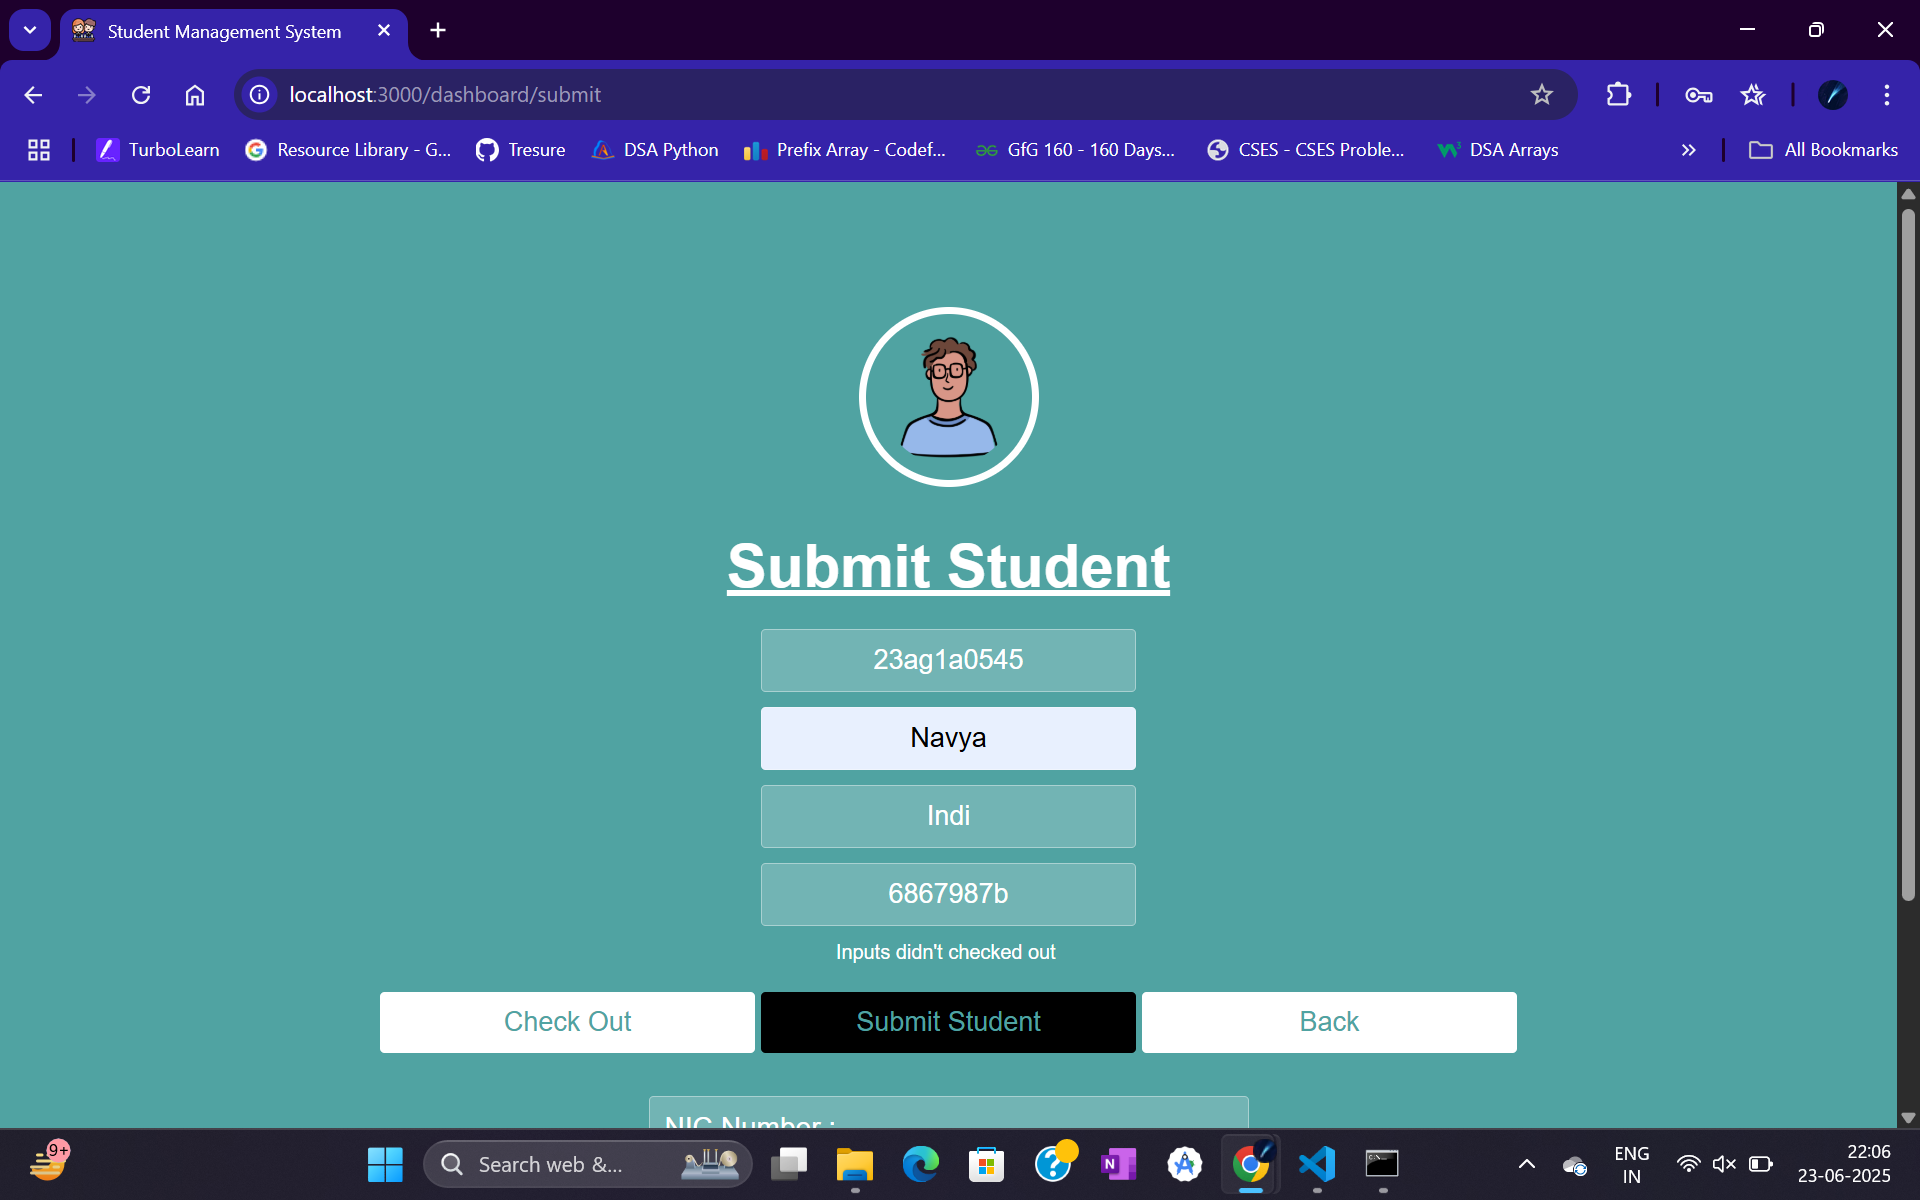 Student Management System
localhost:3000/dashboard/submit
TurboLearn
Resource Library - G...
Tresure
DSA Python
Prefix Array - Codef...
GfG 160 - 160 Days...
CSES - CSES Proble...
DSA Arrays
All Bookmarks
Submit Student
23ag1a0545
Navya
Indi
6867987b
Inputs didn't checked out
Check Out
Submit Student
Back
NIC Number :
9+
Search web &...
ENG
IN
22:06
23-06-2025